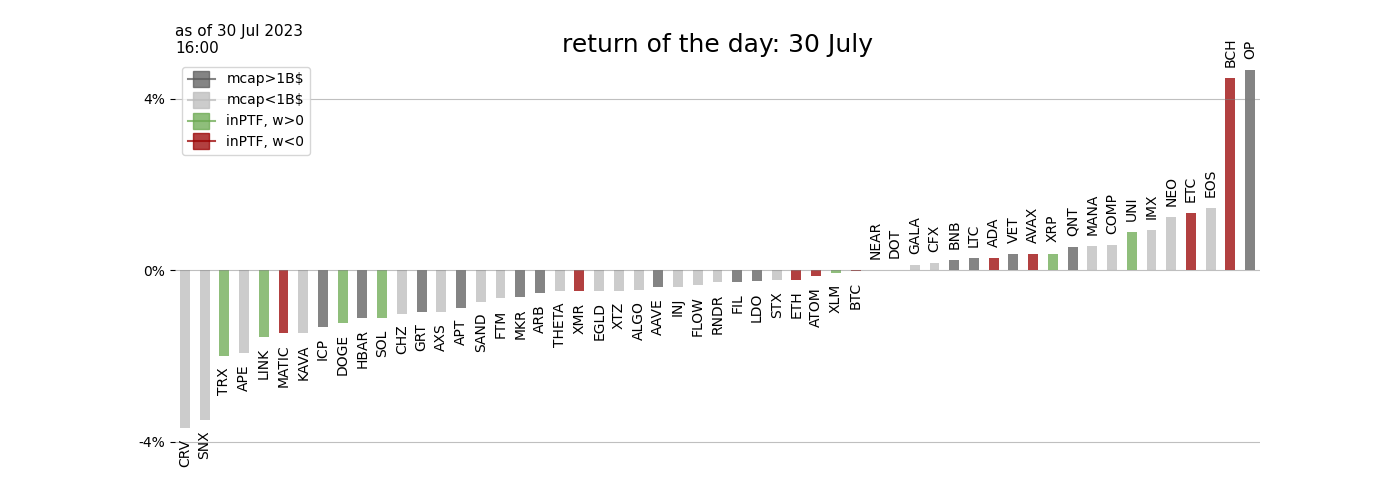 as of 30 Jul 2023
16:00
return of the day: 30 July
mcap>1B$
mcap<1B$
inPTF, w>0
inPTF, w<0
4%
0%
-4%
CRV
SNX
TRX
APE
LINK
MATIC
KAVA
ICP
DOGE
HBAR
SOL
CHZ
GRT
AXS
APT
SAND
FTM
MKR
ARB
THETA
XMR
EGLD
XTZ
ALGO
AAVE
INJ
FLOW
RNDR
FIL
LDO
STX
ETH
ATOM
XLM
BTC
NEAR
DOT
GALA
CFX
BNB
LTC
ADA
VET
AVAX
XRP
QNT
MANA
COMP
UNI
IMX
NEO
ETC
EOS
BCH
OP